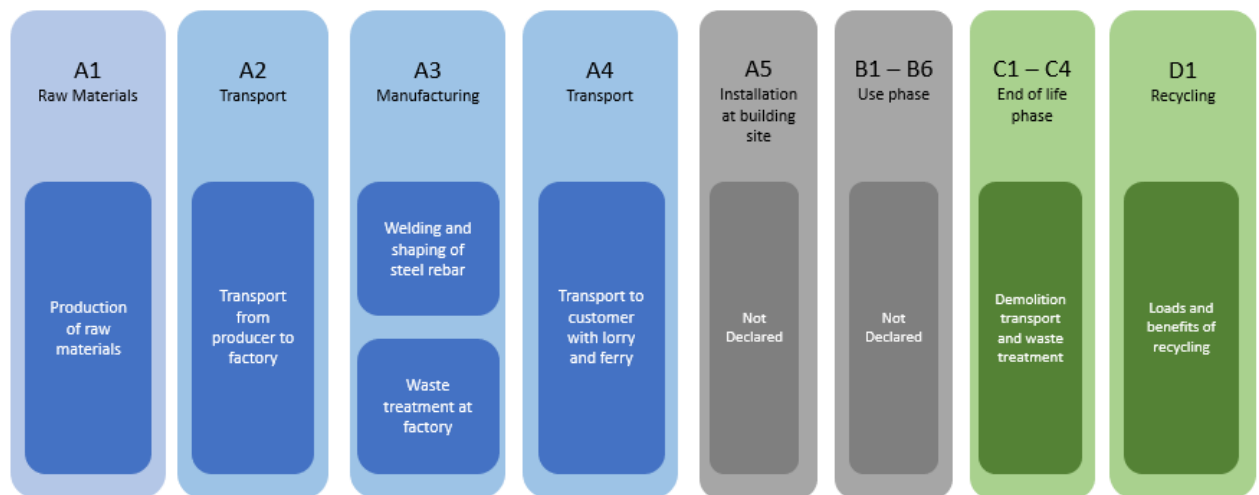 A1
Raw Materials
Production
of raw
materials
A2
Transport
Transport
from
producer to
factory
A3
Manufacturing
Welding and
shaping of
steel rebar
Waste
treatment at
factory
A4
Transport
Transport to
customer
with lorry
and ferry
A5
Installation
at building
site
Not
Declared
B1 – B6
Use phase
Not
Declared
C1 – C4
End of life
phase
Demolition
transport
and waste
treatment
D1
Recycling
Loads and
benefits of
recycling